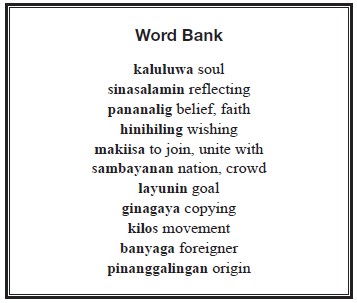 Word Bank
kaluluwa soul
sinasalamin reflecting
pananalig belief, faith
hinihiling wishing
makiisa to join, unite with
sambayanan nation, crowd
layunin goal
ginagaya copying
kilos movement
banyaga foreigner
pinanggalingan origin